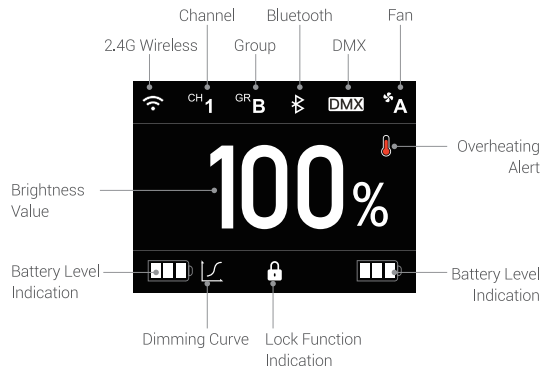 Channel
Bluetooth
Fan
2.4G Wireless
Group
DMX
CH 1
GR B
DMX
A
100%
Overheating
Alert
Brightness
Value
Battery Level
Indication
Battery Level
Indication
Dimming Curve
Lock Function
Indication